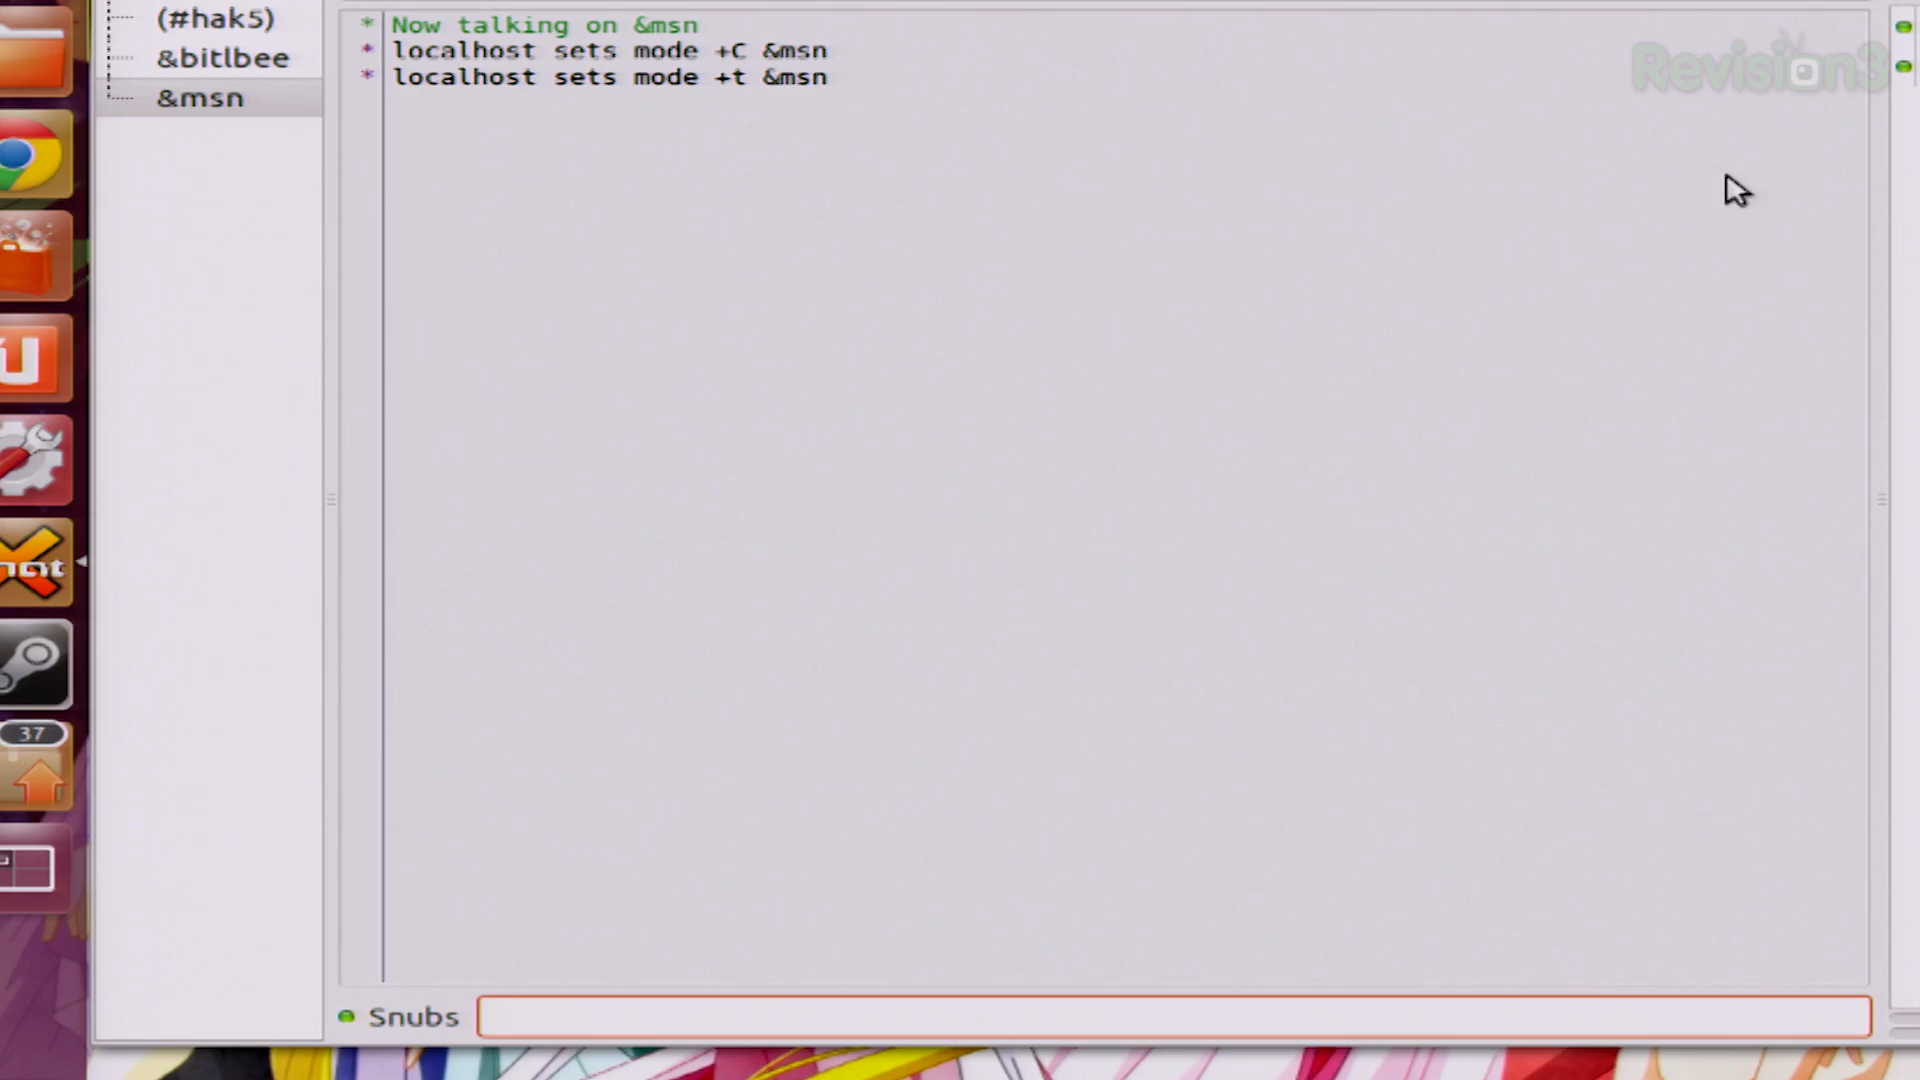 (#hak5)
&bitlbee
&msn
* Now talking on &msn
* localhost sets mode +C &msn
* localhost sets mode +t &msn
Revision3
37
Snubs